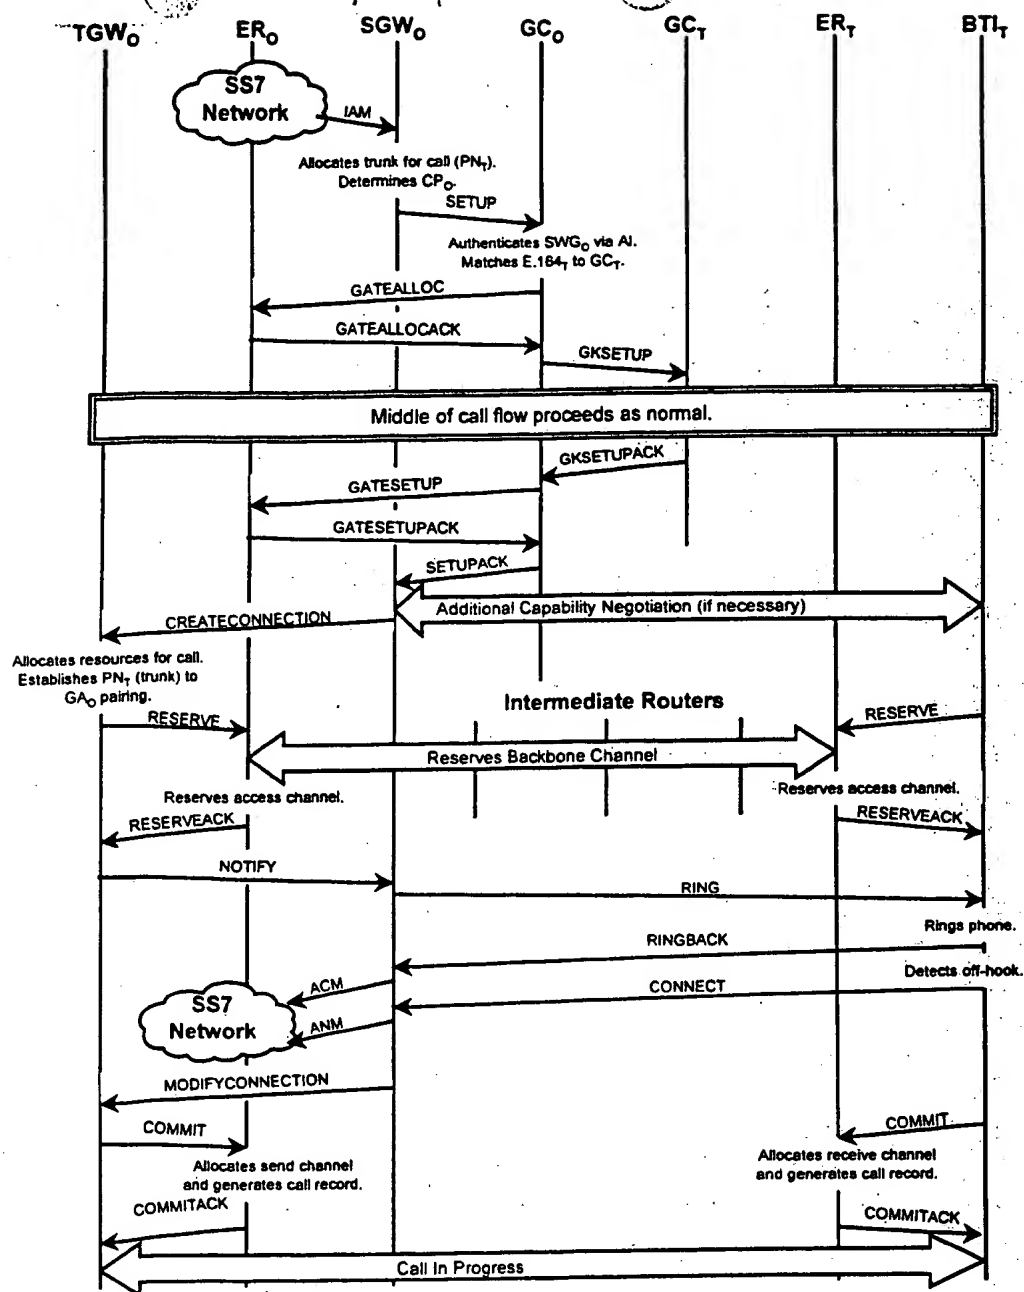 TGWO ERO SGWO GCO GCT ERT BTIT
SS7
Network
IAM
Allocates trunk for call (PNT).
Determines CPO.
SETUP
Authenticates SWGO via AI.
Matches E.164T to GCT.
GATEALLOC
GATEALLOCACK
GKSETUP
Middle of call flow proceeds as normal.
GKSETUPACK
GATESETUP
GATESETUPACK
SETUPACK
Additional Capability Negotiation (if necessary)
CREATECONNECTION
Allocates resources for call.
Establishes PNT (trunk) to
GAO pairing.
Intermediate Routers
RESERVE
RESERVE
Reserves Backbone Channel
Reserves access channel.
Reserves access channel.
RESERVEACK
RESERVEACK
NOTIFY
RING
Rings phone.
RINGBACK
Detects off-hook.
ACM
CONNECT
SS7
Network
ANM
MODIFYCONNECTION
COMMIT
COMMIT
Allocates send channel
and generates call record.
Allocates receive channel
and generates call record.
COMMITACK
COMMITACK
Call In Progress